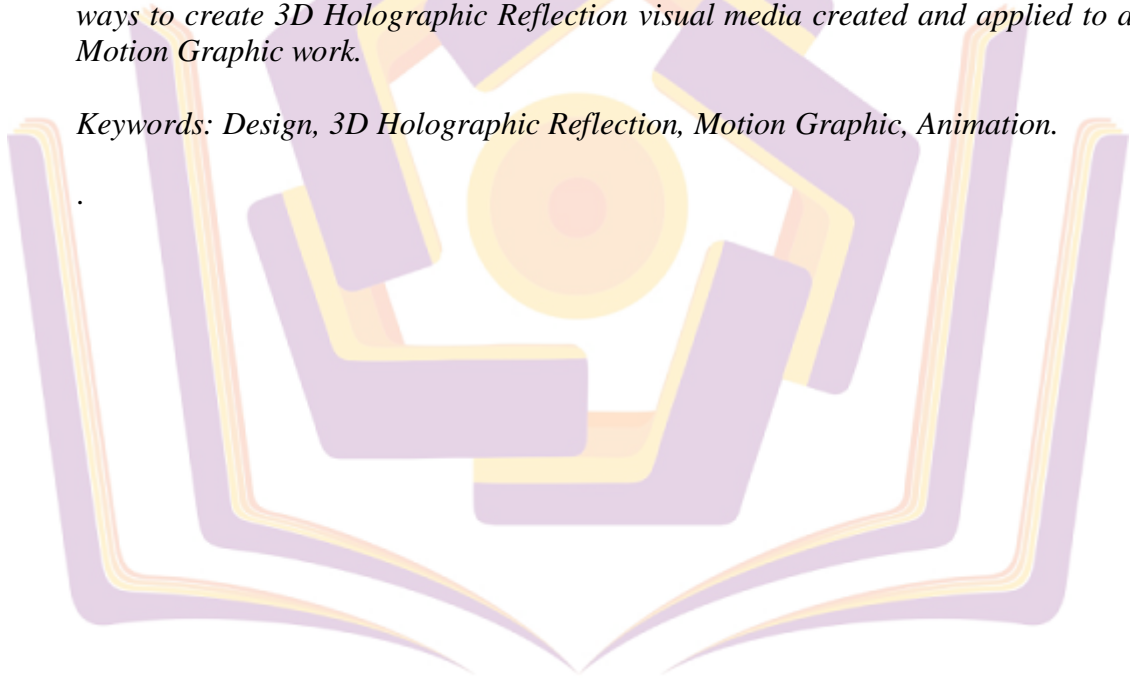 ways to create 3D Holographic Reflection visual media created and applied to a
Motion Graphic work.
Keywords: Design, 3D Holographic Reflection, Motion Graphic, Animation.
.